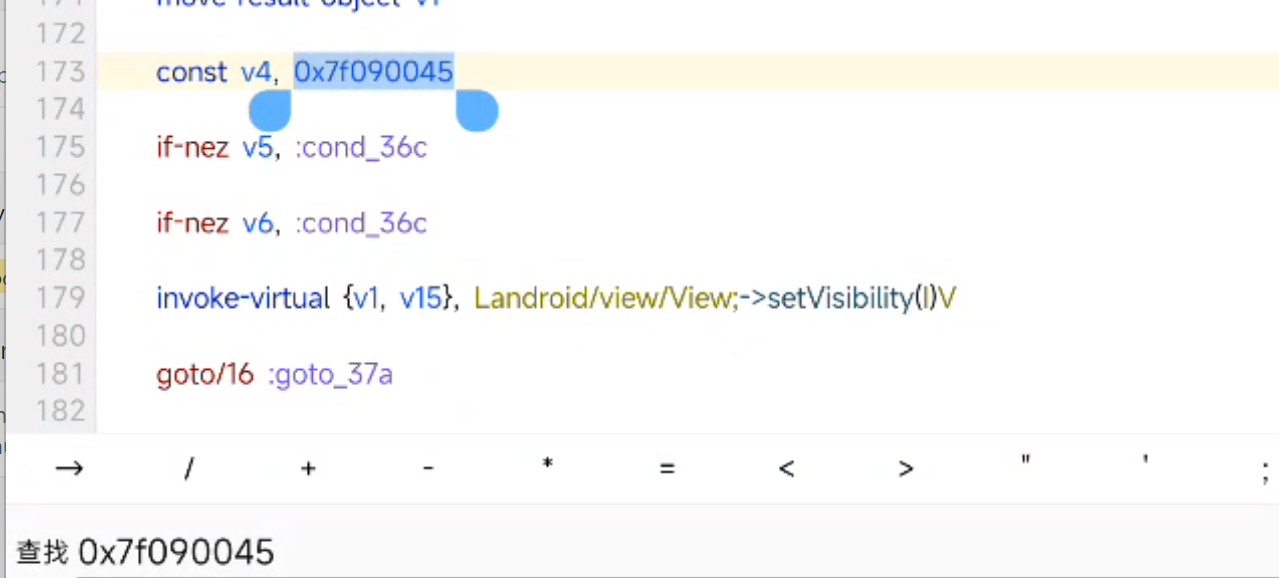 171 move-result-object v1
172
173 const v4, 0x7f090045
174
175 if-nez v5, :cond_36c
176
177 if-nez v6, :cond_36c
178
179 invoke-virtual {v1, v15}, Landroid/view/View;->setVisibility(I)V
180
181 goto/16 :goto_37a
182
→ / + - * = < > " ' ;
查找 0x7f090045